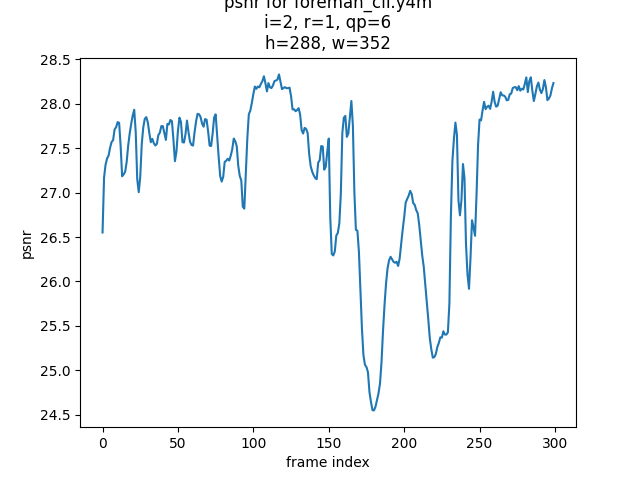 psnr for foreman_cif.y4m
i=2, r=1, qp=6
h=288, w=352
28.5
28.0
27.5
27.0
26.5
26.0
25.5
25.0
24.5
psnr
0 50 100 150 200 250 300
frame index